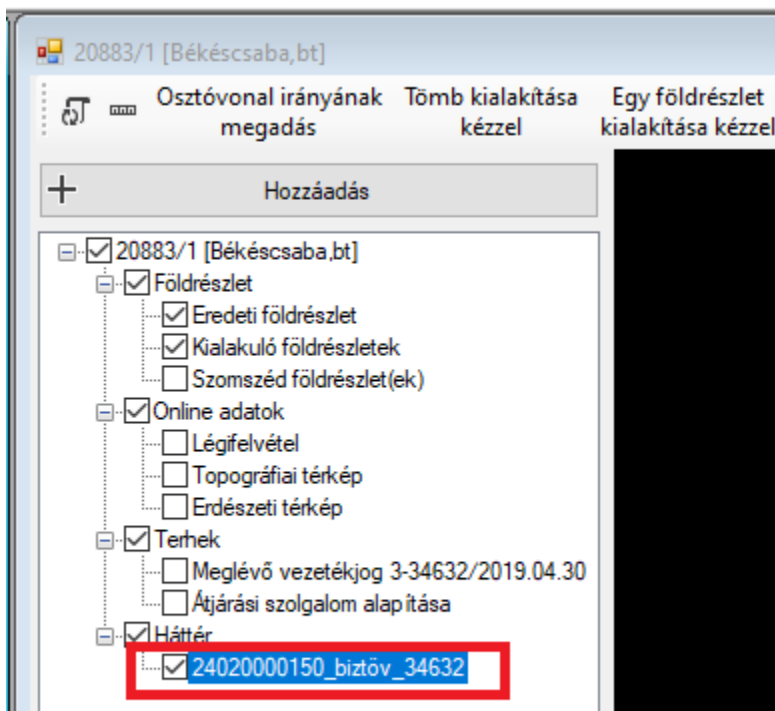 20883/1 [Békéscsaba,bt]
Osztóvonal irányának megadás
Tömb kialakítása kézzel
Egy földrészlet kialakítása kézzel
Hozzáadás
20883/1 [Békéscsaba,bt]
Földrészlet
Eredeti földrészlet
Kialakuló földrészletek
Szomszéd földrészlet(ek)
Online adatok
Légifelvétel
Topográfiai térkép
Erdészeti térkép
Terhek
Meglévő vezetékjog 3-34632/2019.04.30
Átjárási szolgalom alapítása
Háttér
24020000150_biztöv_34632